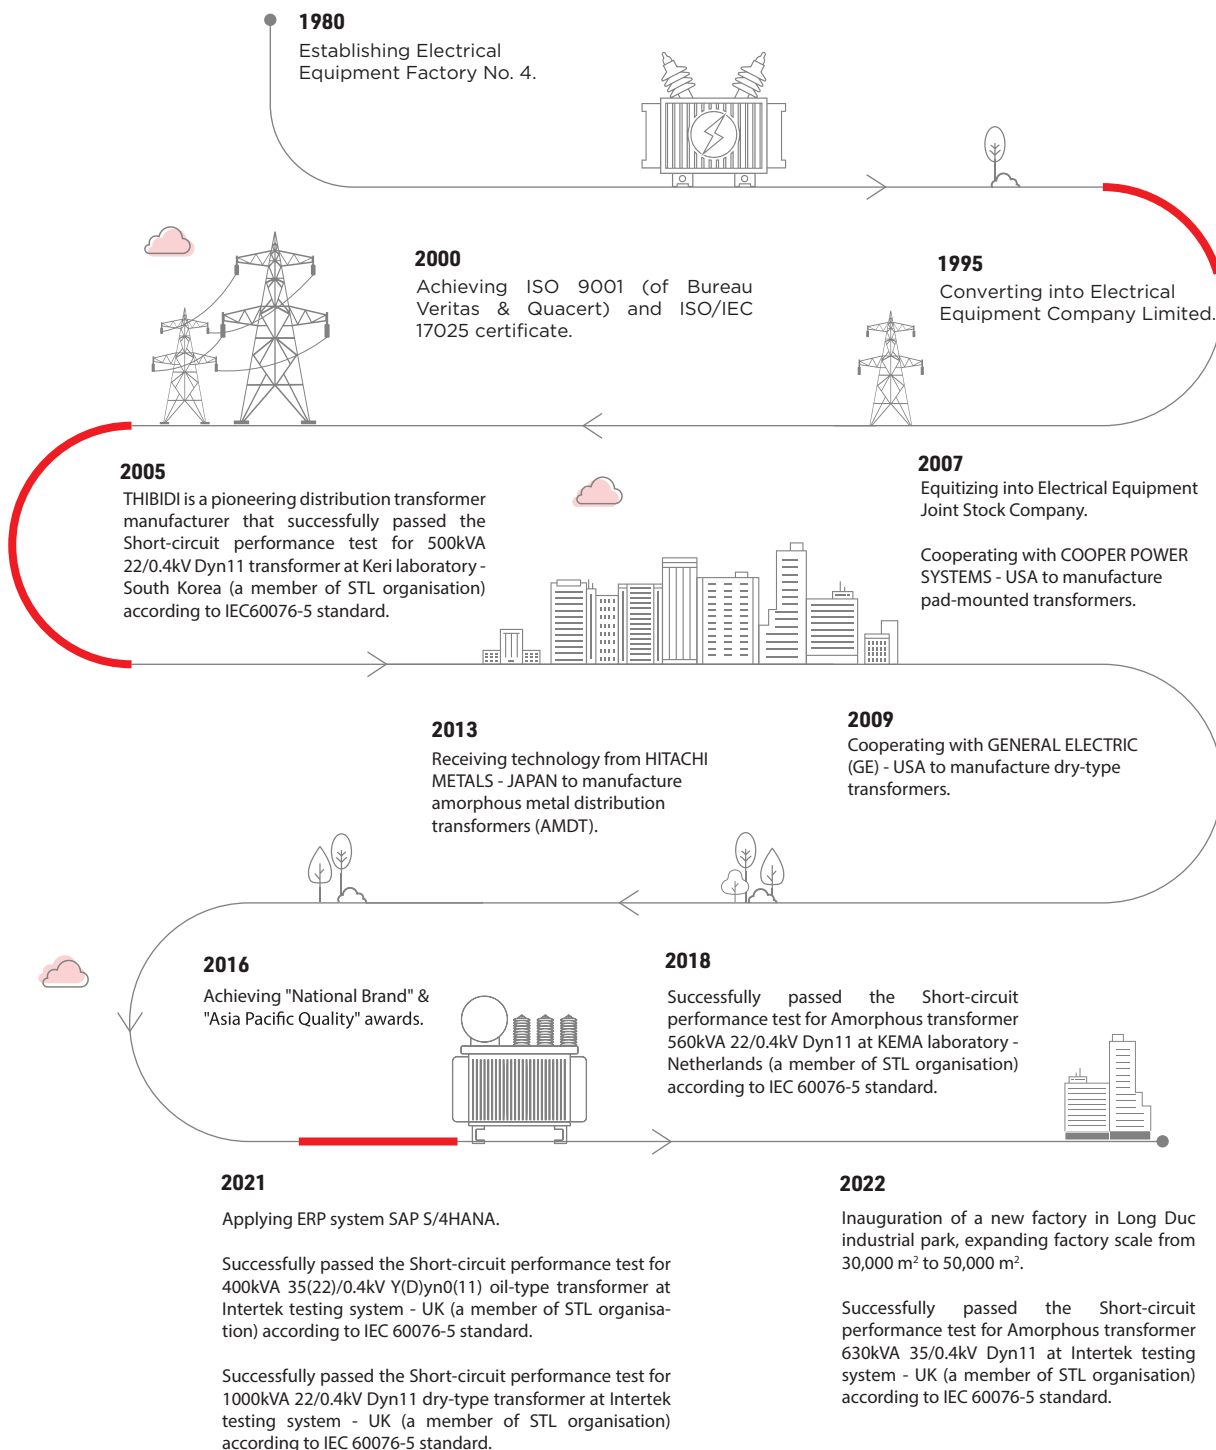 1980
Establishing Electrical
Equipment Factory No. 4.
1995
Converting into Electrical
Equipment Company Limited.
2000
Achieving ISO 9001 (of Bureau
Veritas & Quacert) and ISO/IEC
17025 certificate.
2005
THIBIDI is a pioneering distribution transformer
manufacturer that successfully passed the
Short-circuit performance test for 500kVA
22/0.4kV Dyn11 transformer at Keri laboratory -
South Korea (a member of STL organisation)
according to IEC60076-5 standard.
2007
Equitizing into Electrical Equipment
Joint Stock Company.
Cooperating with COOPER POWER
SYSTEMS - USA to manufacture
pad-mounted transformers.
2009
Cooperating with GENERAL ELECTRIC
(GE) - USA to manufacture dry-type
transformers.
2013
Receiving technology from HITACHI
METALS - JAPAN to manufacture
amorphous metal distribution
transformers (AMDT).
2016
Achieving "National Brand" &
"Asia Pacific Quality" awards.
2018
Successfully passed the Short-circuit
performance test for Amorphous transformer
560kVA 22/0.4kV Dyn11 at KEMA laboratory -
Netherlands (a member of STL organisation)
according to IEC 60076-5 standard.
2021
Applying ERP system SAP S/4HANA.
Successfully passed the Short-circuit performance test for
400kVA 35(22)/0.4kV Y(D)yn0(11) oil-type transformer at
Intertek testing system - UK (a member of STL organisa-
tion) according to IEC 60076-5 standard.
Successfully passed the Short-circuit performance test for
1000kVA 22/0.4kV Dyn11 dry-type transformer at Intertek
testing system - UK (a member of STL organisation)
according to IEC 60076-5 standard.
2022
Inauguration of a new factory in Long Duc
industrial park, expanding factory scale from
30,000 m² to 50,000 m².
Successfully passed the Short-circuit
performance test for Amorphous transformer
630kVA 35/0.4kV Dyn11 at Intertek testing
system - UK (a member of STL organisation)
according to IEC 60076-5 standard.